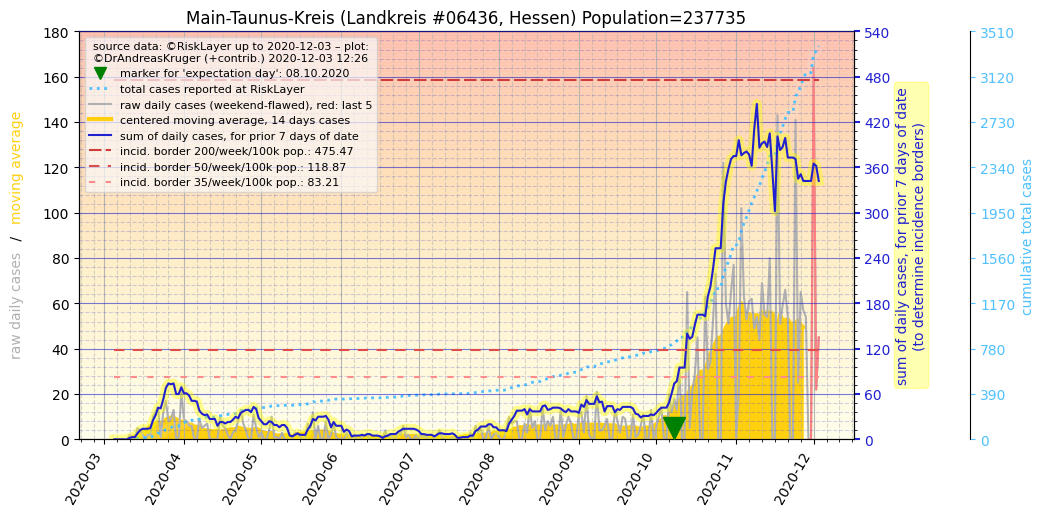 Main-Taunus-Kreis (Landkreis #06436, Hessen) Population=237735
source data: ©RiskLayer up to 2020-12-03 – plot:
©DrAndreasKruger (+contrib.) 2020-12-03 12:26
marker for 'expectation day': 08.10.2020
total cases reported at RiskLayer
raw daily cases (weekend-flawed), red: last 5
centered moving average, 14 days cases
sum of daily cases, for prior 7 days of date
incid. border 200/week/100k pop.: 475.47
incid. border 50/week/100k pop.: 118.87
incid. border 35/week/100k pop.: 83.21
raw daily cases / moving average
180
160
140
120
100
80
60
40
20
0
540
480
420
360
300
240
180
120
60
0
sum of daily cases, for prior 7 days of date
(to determine incidence borders)
3510
3120
2730
2340
1950
1560
1170
780
390
0
cumulative total cases
2020-03
2020-04
2020-05
2020-06
2020-07
2020-08
2020-09
2020-10
2020-11
2020-12